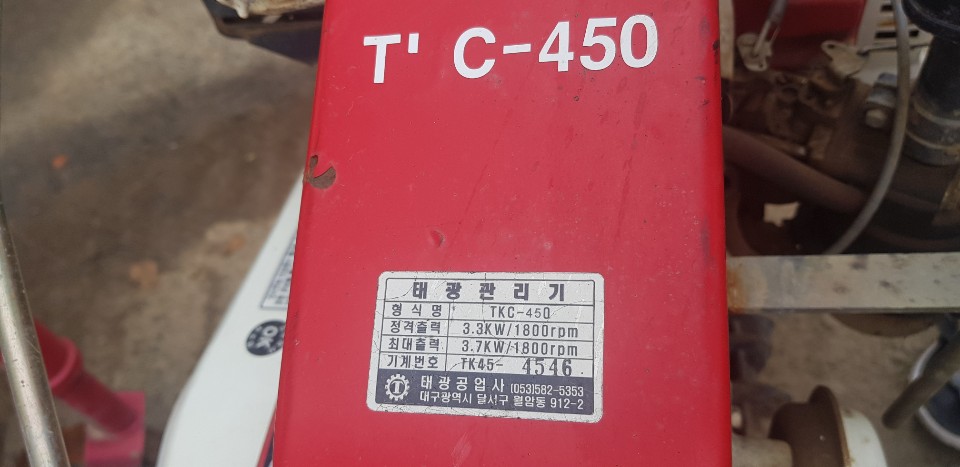 T' C-450
태광관리기
형식명 TKC-450
정격출력 3.3KW/1800rpm
최대출력 3.7KW/1800rpm
기계번호 TK45- 4546
태광공업사 (053)582-5353
대구광역시 달서구 월암동 912-2
OK